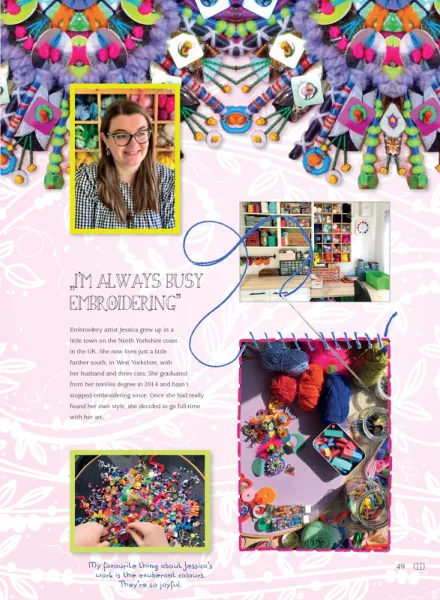 „I'M ALWAYS BUSY
EMBROIDERING"
Embroidery artist Jessica grew up in a
little town on the North Yorkshire coast
in the UK. She now lives just a little
further south, in West Yorkshire, with
her husband and three cats. She graduated
from her textiles degree in 2014 and hasn't
stopped embroidering since. Once she had really
found her own style, she decided to go full-time
with her art.
My favourite thing about Jessica's
work is the exuberant colours.
They're so joyful.
49